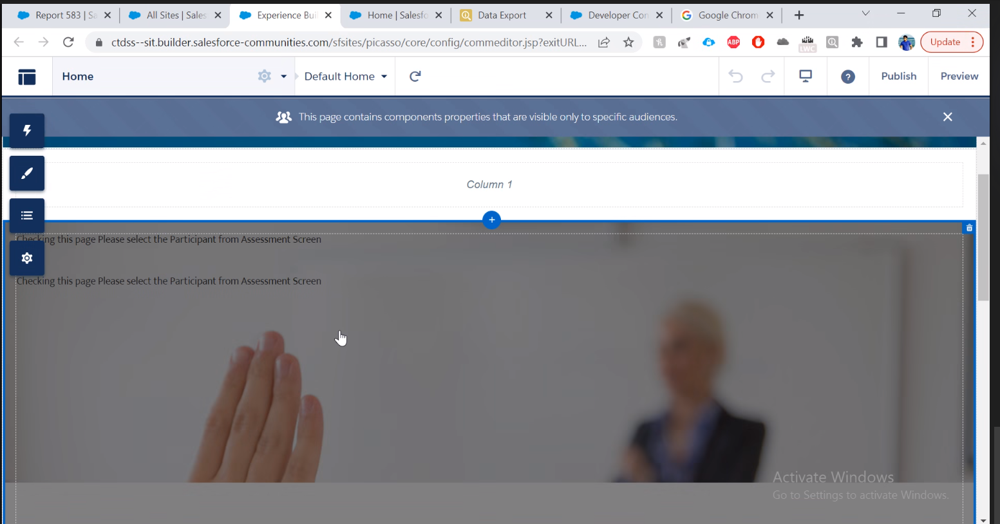 Report 583 | Sa
All Sites | Sales
Experience Bui
Home | Salesfo
Data Export
Developer Con
Google Chrom
ctdss--sit.builder.salesforce-communities.com/sfsites/picasso/core/config/commeditor.jsp?exitURL...
ABP
LWC
Update
Home
Default Home
Publish
Preview
This page contains components properties that are visible only to specific audiences.
Column 1
Checking this page Please select the Participant from Assessment Screen
Checking this page Please select the Participant from Assessment Screen
Activate Windows
Go to Settings to activate Windows.